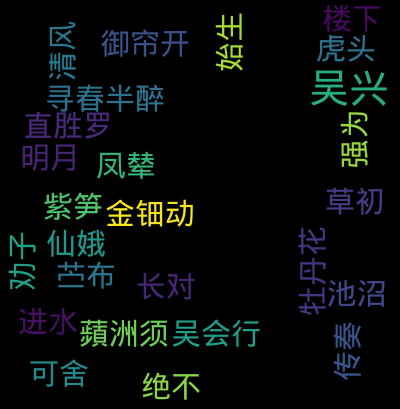 楼下
清风
御帘开
始生
虎头
吴兴
寻春半醉
直胜罗
强为
明月
凤辇
紫笋
金钿动
草初
劝子
仙娥
牡丹花
苎布
长对
池沼
进水
蘋洲须
吴会行
传奏
可舍
绝不